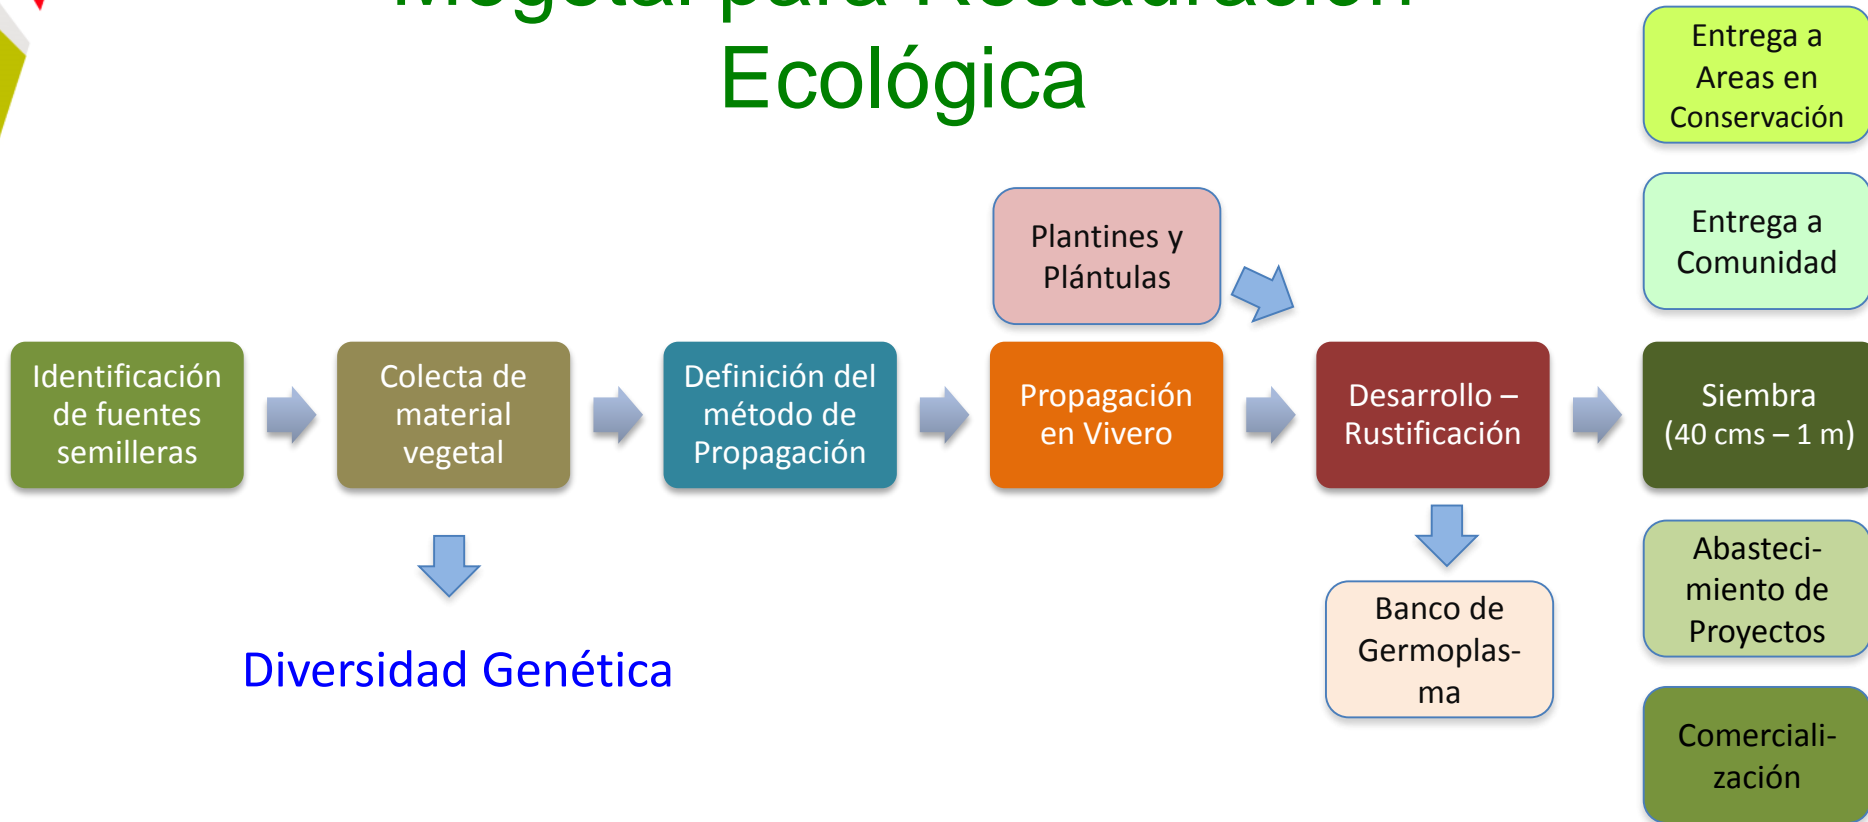 para Restauración
Ecológica
Entrega a
Areas en
Conservación
Entrega a
Comunidad
Plantines y
Plántulas
Identificación
de fuentes
semilleras
Colecta de
material
vegetal
Definición del
método de
Propagación
Propagación
en Vivero
Desarrollo –
Rustificación
Siembra
(40 cms – 1 m)
Diversidad Genética
Banco de
Germoplas-
ma
Abasteci-
miento de
Proyectos
Comerciali-
zación